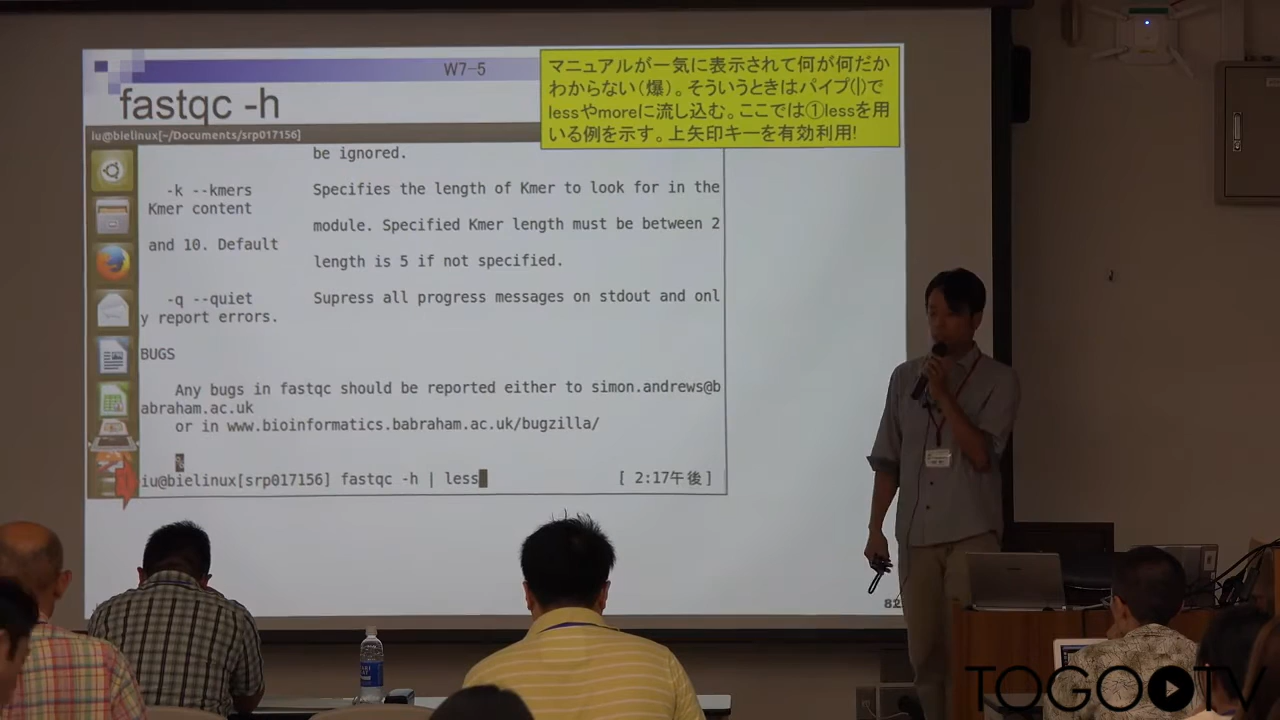 W7-5
fastqc -h
マニュアルが一気に表示されて何が何だか
わからない(爆)。そういうときはパイプ(|)で
lessやmoreに流し込む。ここでは①lessを用
いる例を示す。上矢印キーを有効利用!
iu@bielinux[~/Documents/srp017156]
be ignored.
-k --kmers Specifies the length of Kmer to look for in the
Kmer content
module. Specified Kmer length must be between 2
and 10. Default
length is 5 if not specified.
-q --quiet Supress all progress messages on stdout and onl
y report errors.
BUGS
Any bugs in fastqc should be reported either to simon.andrews@b
abraham.ac.uk
or in www.bioinformatics.babraham.ac.uk/bugzilla/
%
iu@bielinux[srp017156] fastqc -h | less [ 2:17午後]
82
TOGOTV